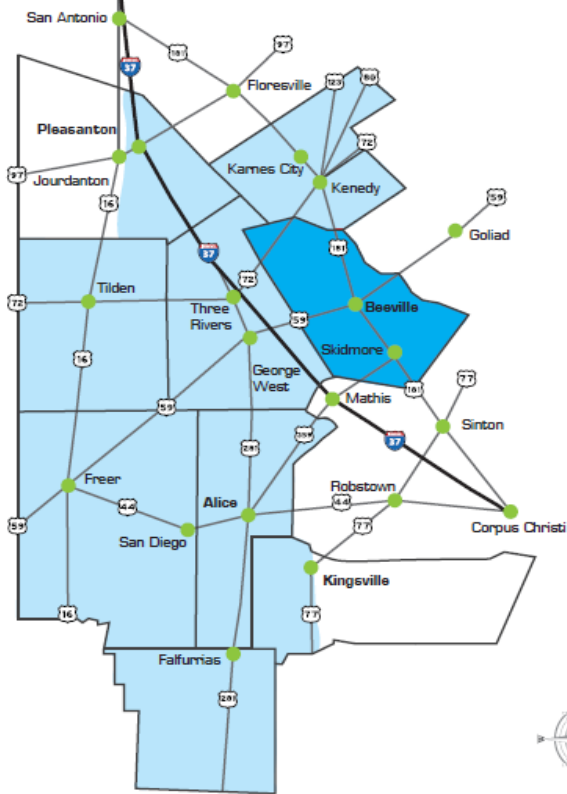 San Antonio
181
97
37
Floresville
123
80
Pleasanton
72
Karnes City
97
Jourdanton
Kenedy
16
59
Goliad
37
181
72
Tilden
72
Three
Rivers
59
Beeville
Skidmore
George
West
16
77
181
59
Mathis
Sinton
281
359
37
Freer
Alice
Robstown
44
44
59
San Diego
77
Corpus Christi
Kingsville
16
77
Falfurrias
281